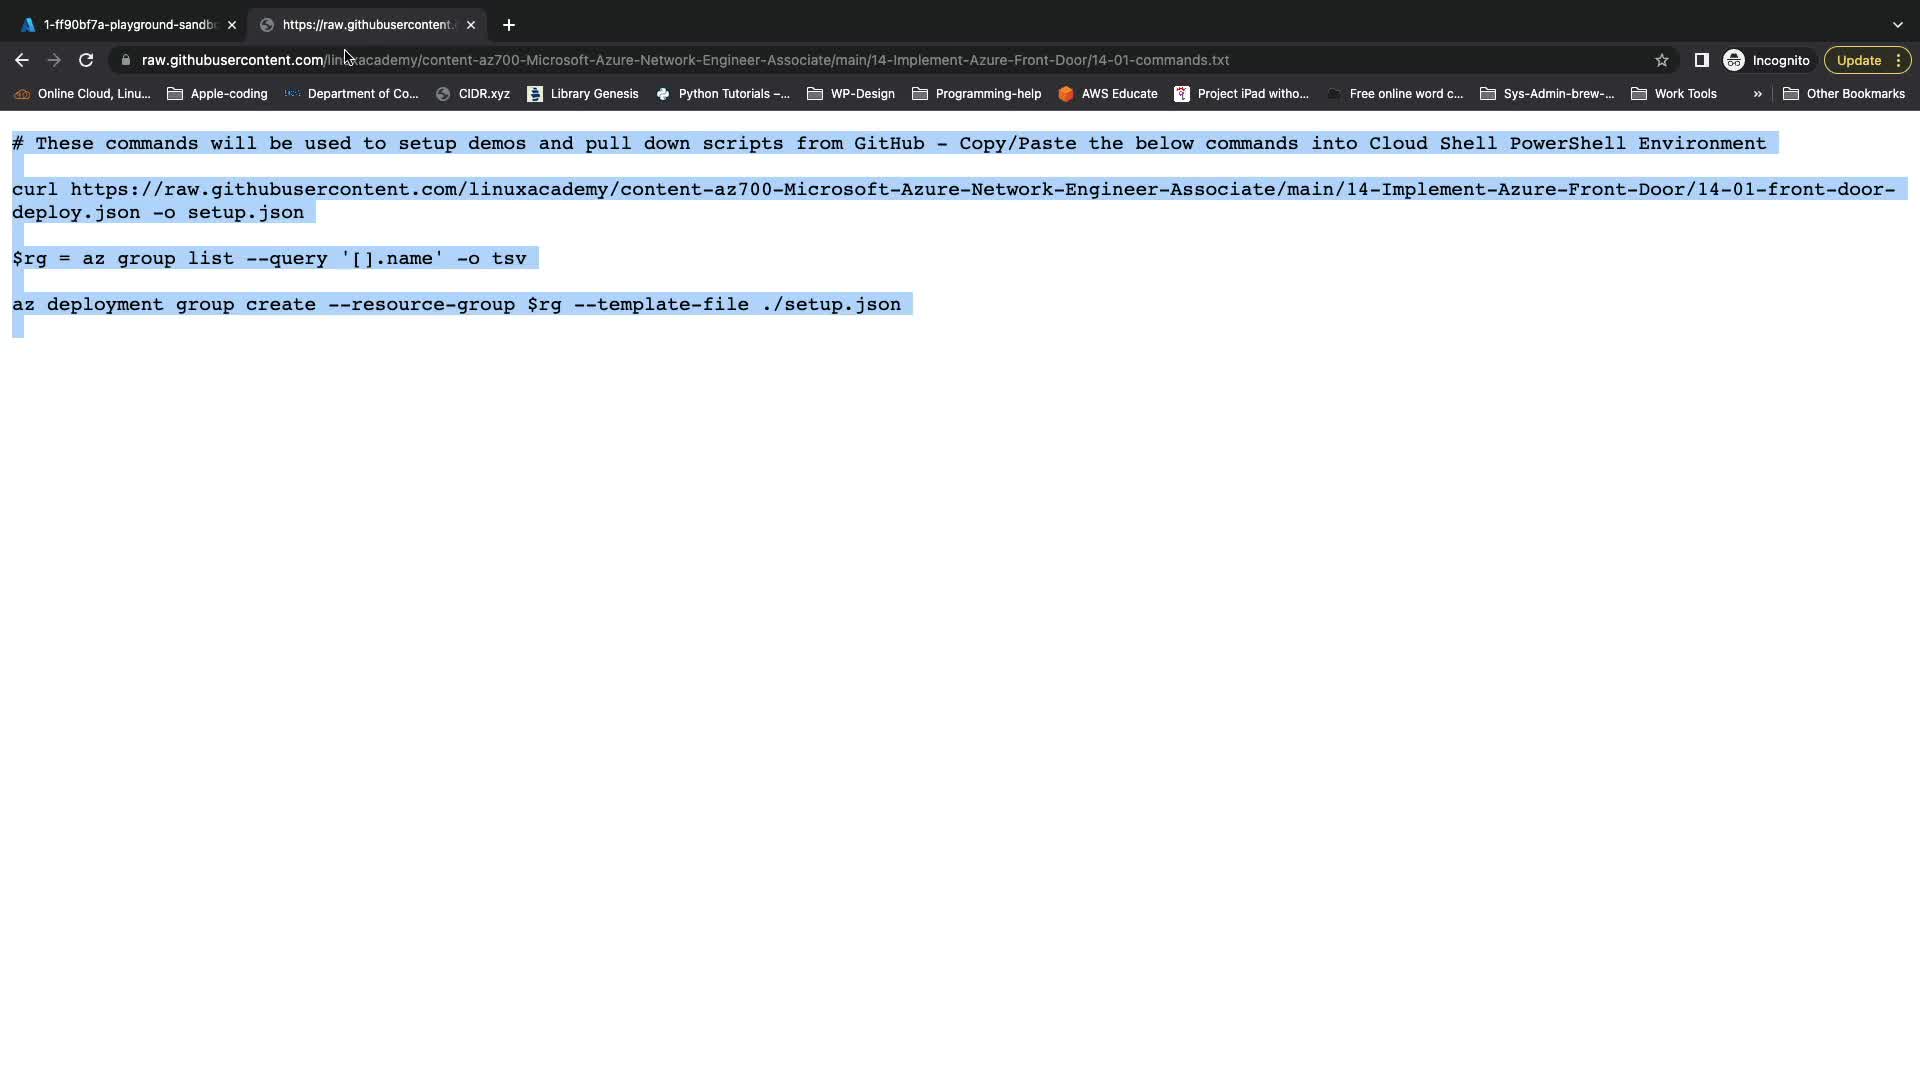 1-ff90bf7a-playground-sandb
https://raw.githubusercontent.
raw.githubusercontent.com/linuxacademy/content-az700-Microsoft-Azure-Network-Engineer-Associate/main/14-Implement-Azure-Front-Door/14-01-commands.txt
Incognito
Update
Online Cloud, Linu...
Apple-coding
Department of Co...
CIDR.xyz
Library Genesis
Python Tutorials –...
WP-Design
Programming-help
AWS Educate
Project iPad witho...
Free online word c...
Sys-Admin-brew-...
Work Tools
»
Other Bookmarks
# These commands will be used to setup demos and pull down scripts from GitHub - Copy/Paste the below commands into Cloud Shell PowerShell Environment
curl https://raw.githubusercontent.com/linuxacademy/content-az700-Microsoft-Azure-Network-Engineer-Associate/main/14-Implement-Azure-Front-Door/14-01-front-door-
deploy.json -o setup.json
$rg = az group list --query '[].name' -o tsv
az deployment group create --resource-group $rg --template-file ./setup.json